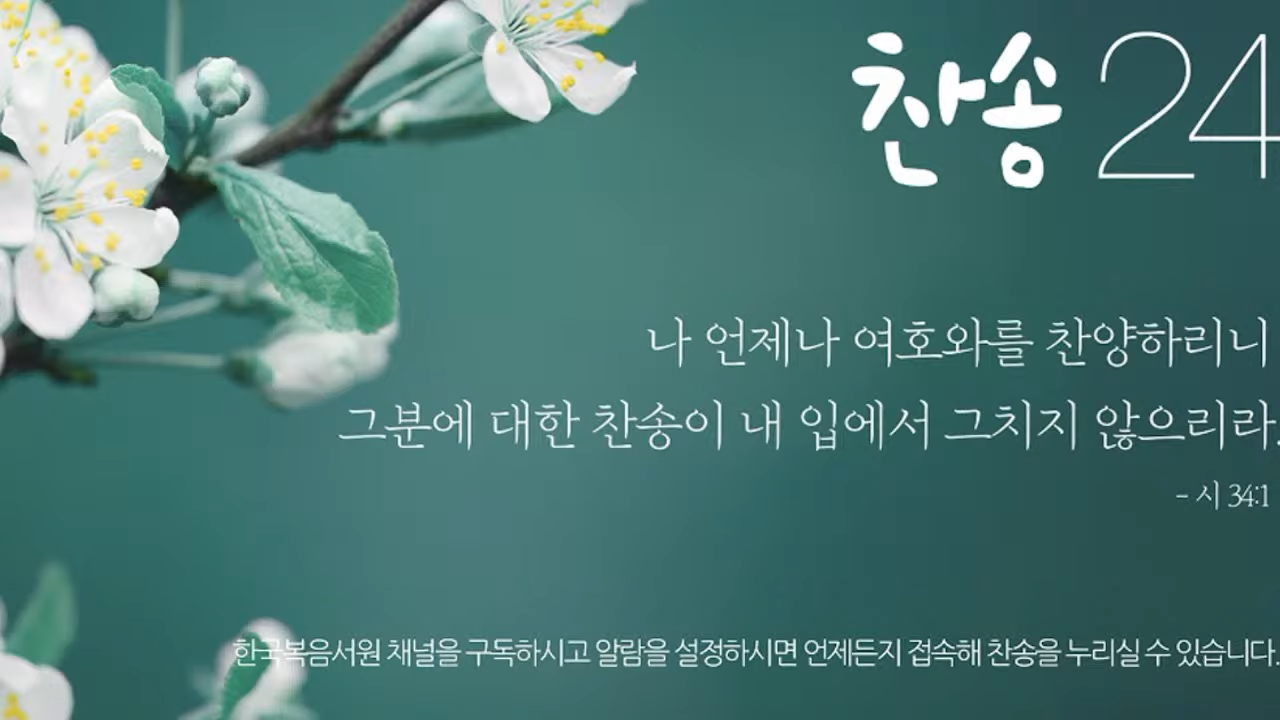 찬송 24
나 언제나 여호와를 찬양하리니
그분에 대한 찬송이 내 입에서 그치지 않으리라.
- 시 34:1
한국복음서원 채널을 구독하시고 알람을 설정하시면 언제든지 접속해 찬송을 누리실 수 있습니다.